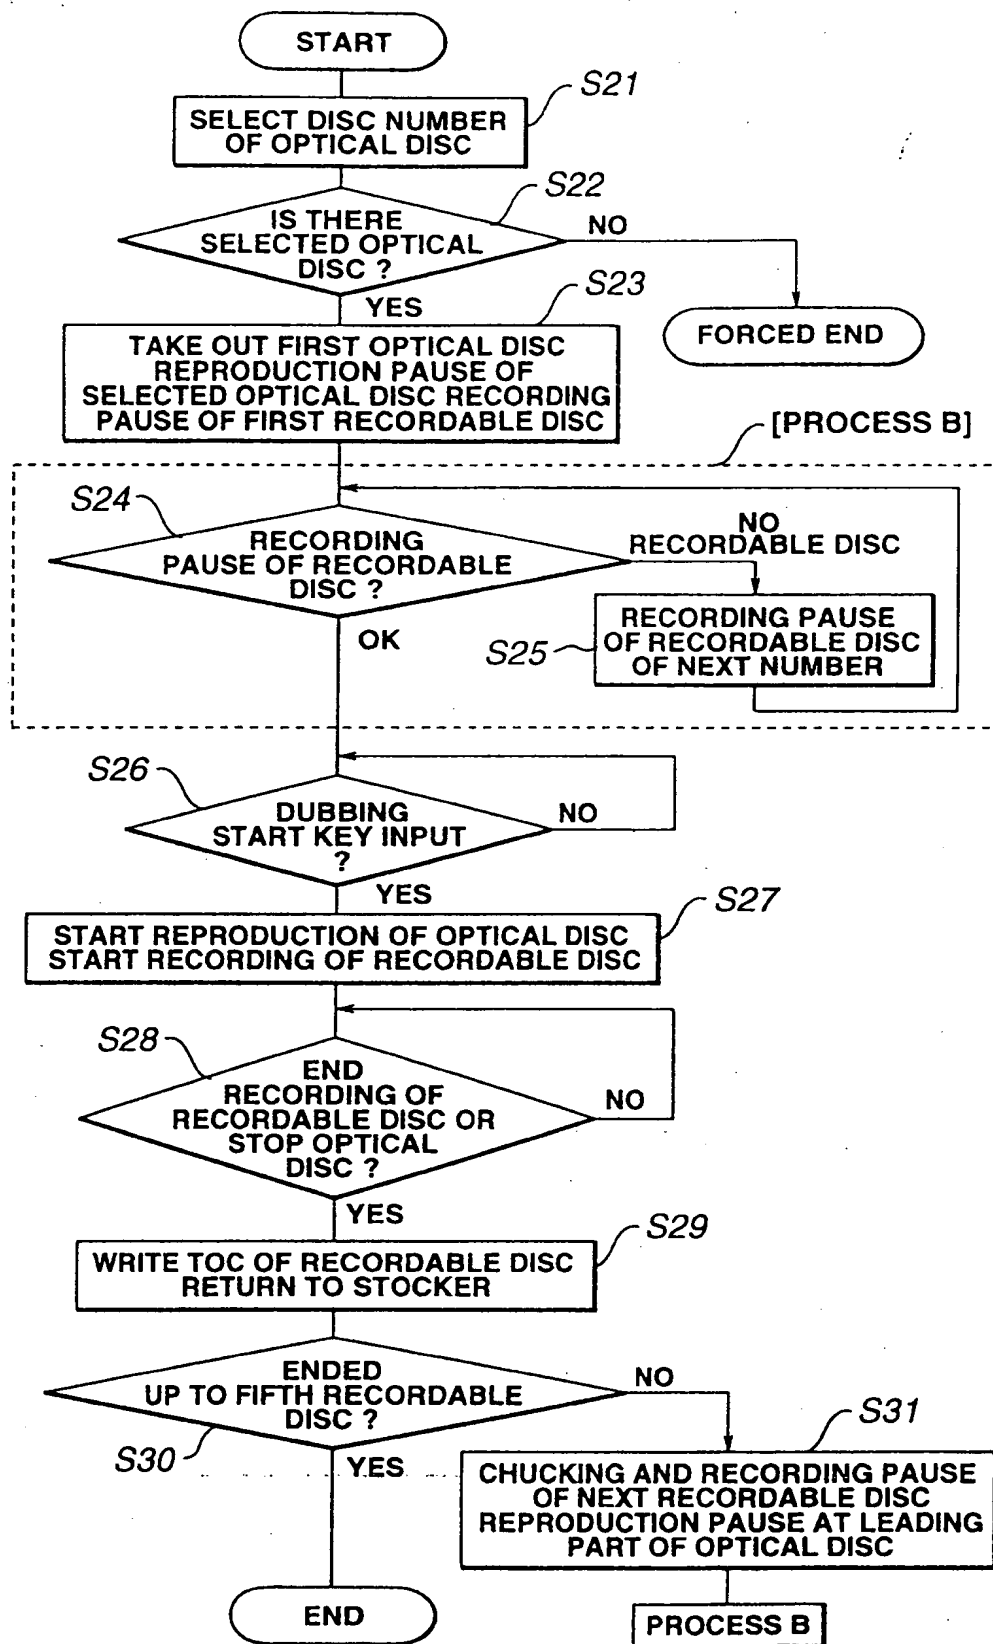 START
S21
SELECT DISC NUMBER
OF OPTICAL DISC
S22
IS THERE
SELECTED OPTICAL
DISC ?
NO
YES
S23
FORCED END
TAKE OUT FIRST OPTICAL DISC
REPRODUCTION PAUSE OF
SELECTED OPTICAL DISC RECORDING
PAUSE OF FIRST RECORDABLE DISC
[PROCESS B]
S24
RECORDING
PAUSE OF RECORDABLE
DISC ?
NO
RECORDABLE DISC
OK
S25
RECORDING PAUSE
OF RECORDABLE DISC
OF NEXT NUMBER
S26
DUBBING
START KEY INPUT
?
NO
YES
S27
START REPRODUCTION OF OPTICAL DISC
START RECORDING OF RECORDABLE DISC
S28
END
RECORDING OF
RECORDABLE DISC OR
STOP OPTICAL
DISC ?
NO
YES
S29
WRITE TOC OF RECORDABLE DISC
RETURN TO STOCKER
ENDED
UP TO FIFTH RECORDABLE
DISC ?
NO
S30
YES
S31
CHUCKING AND RECORDING PAUSE
OF NEXT RECORDABLE DISC
REPRODUCTION PAUSE AT LEADING
PART OF OPTICAL DISC
END
PROCESS B